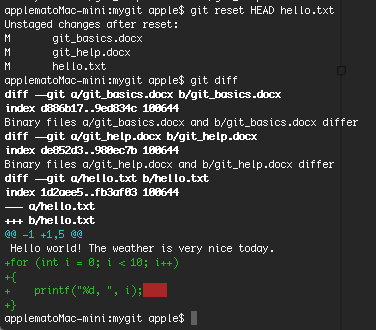 applematoMac-mini:mygit apple$ git reset HEAD hello.txt
Unstaged changes after reset:
M       git_basics.docx
M       git_help.docx
M       hello.txt
applematoMac-mini:mygit apple$ git diff
diff --git a/git_basics.docx b/git_basics.docx
index d886b17..9ed834c 100644
Binary files a/git_basics.docx and b/git_basics.docx differ
diff --git a/git_help.docx b/git_help.docx
index de852d3..980ec7b 100644
Binary files a/git_help.docx and b/git_help.docx differ
diff --git a/hello.txt b/hello.txt
index 1d2aee5..fb3af03 100644
--- a/hello.txt
+++ b/hello.txt
@@ -1 +1,5 @@
 Hello world! The weather is very nice today.
+for (int i = 0; i < 10; i++)
+{
+    printf("%d, ", i);
+}
applematoMac-mini:mygit apple$